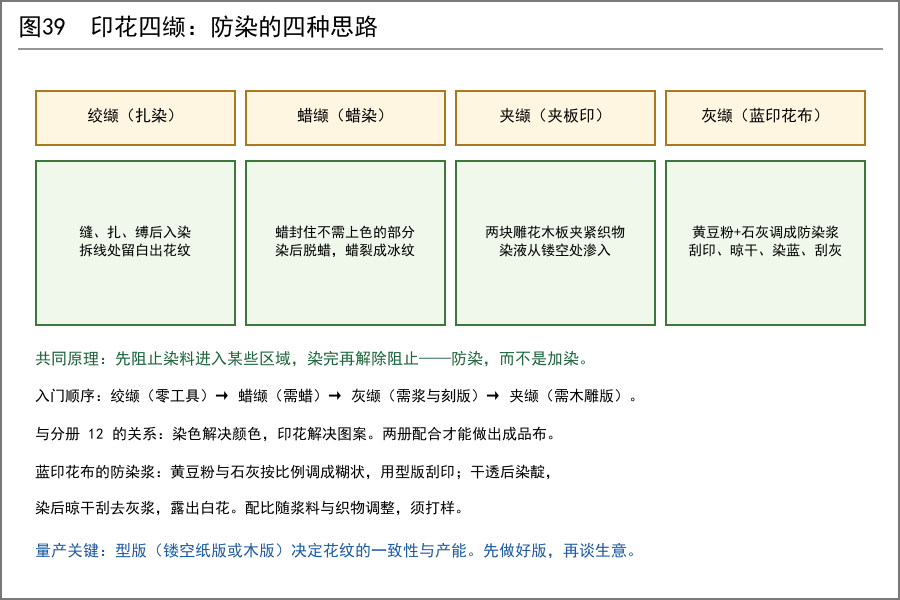 图39　印花四缬：防染的四种思路
绞缬（扎染）
蜡缬（蜡染）
夹缬（夹板印）
灰缬（蓝印花布）
缝、扎、缚后入染
拆线处留白出花纹
蜡封住不需上色的部分
染后脱蜡，蜡裂成冰纹
两块雕花木板夹紧织物
染液从镂空处渗入
黄豆粉+石灰调成防染浆
刮印、晾干、染蓝、刮灰
共同原理：先阻止染料进入某些区域，染完再解除阻止——防染，而不是加染。
入门顺序：绞缬（零工具）→ 蜡缬（需蜡）→ 灰缬（需浆与刻版）→ 夹缬（需木雕版）。
与分册 12 的关系：染色解决颜色，印花解决图案。两册配合才能做出成品布。
蓝印花布的防染浆：黄豆粉与石灰按比例调成糊状，用型版刮印；干透后染靛，
染后晾干刮去灰浆，露出白花。配比随浆料与织物调整，须打样。
量产关键：型版（镂空纸版或木版）决定花纹的一致性与产能。先做好版，再谈生意。